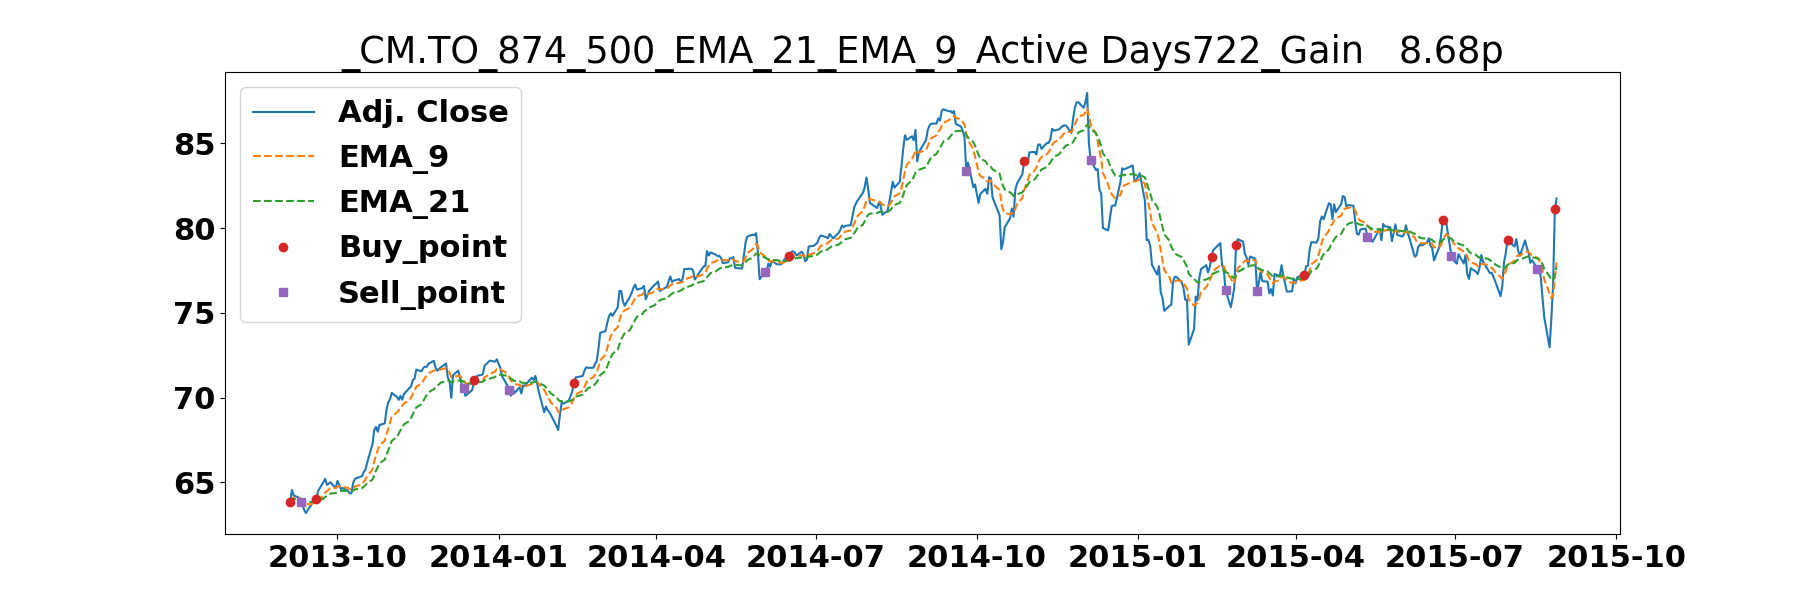 _CM.TO_874_500_EMA_21_EMA_9_Active Days722_Gain   8.68p
Adj. Close
EMA_9
EMA_21
Buy_point
Sell_point
85
80
75
70
65
2013-10 2014-01 2014-04 2014-07 2014-10 2015-01 2015-04 2015-07 2015-10